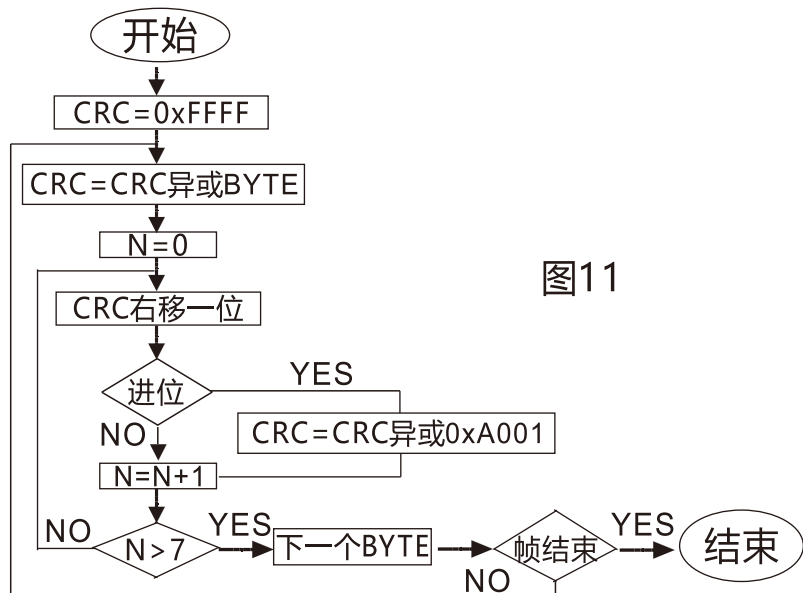 开始
CRC=0xFFFF
CRC=CRC异或BYTE
N=0
图11
CRC右移一位
进位
YES
NO
CRC=CRC异或0xA001
N=N+1
N>7
NO
YES
下一个BYTE
帧结束
YES
NO
结束